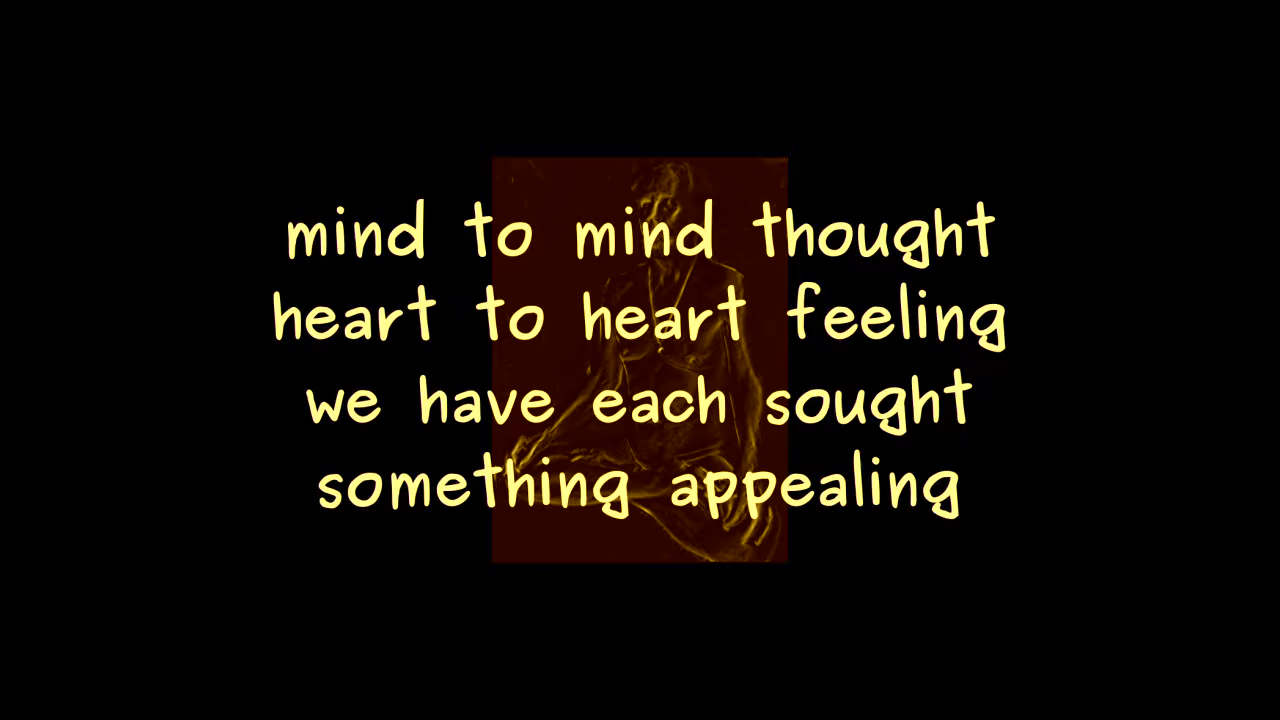 mind to mind thought
heart to heart feeling
we have each sought
something appealing